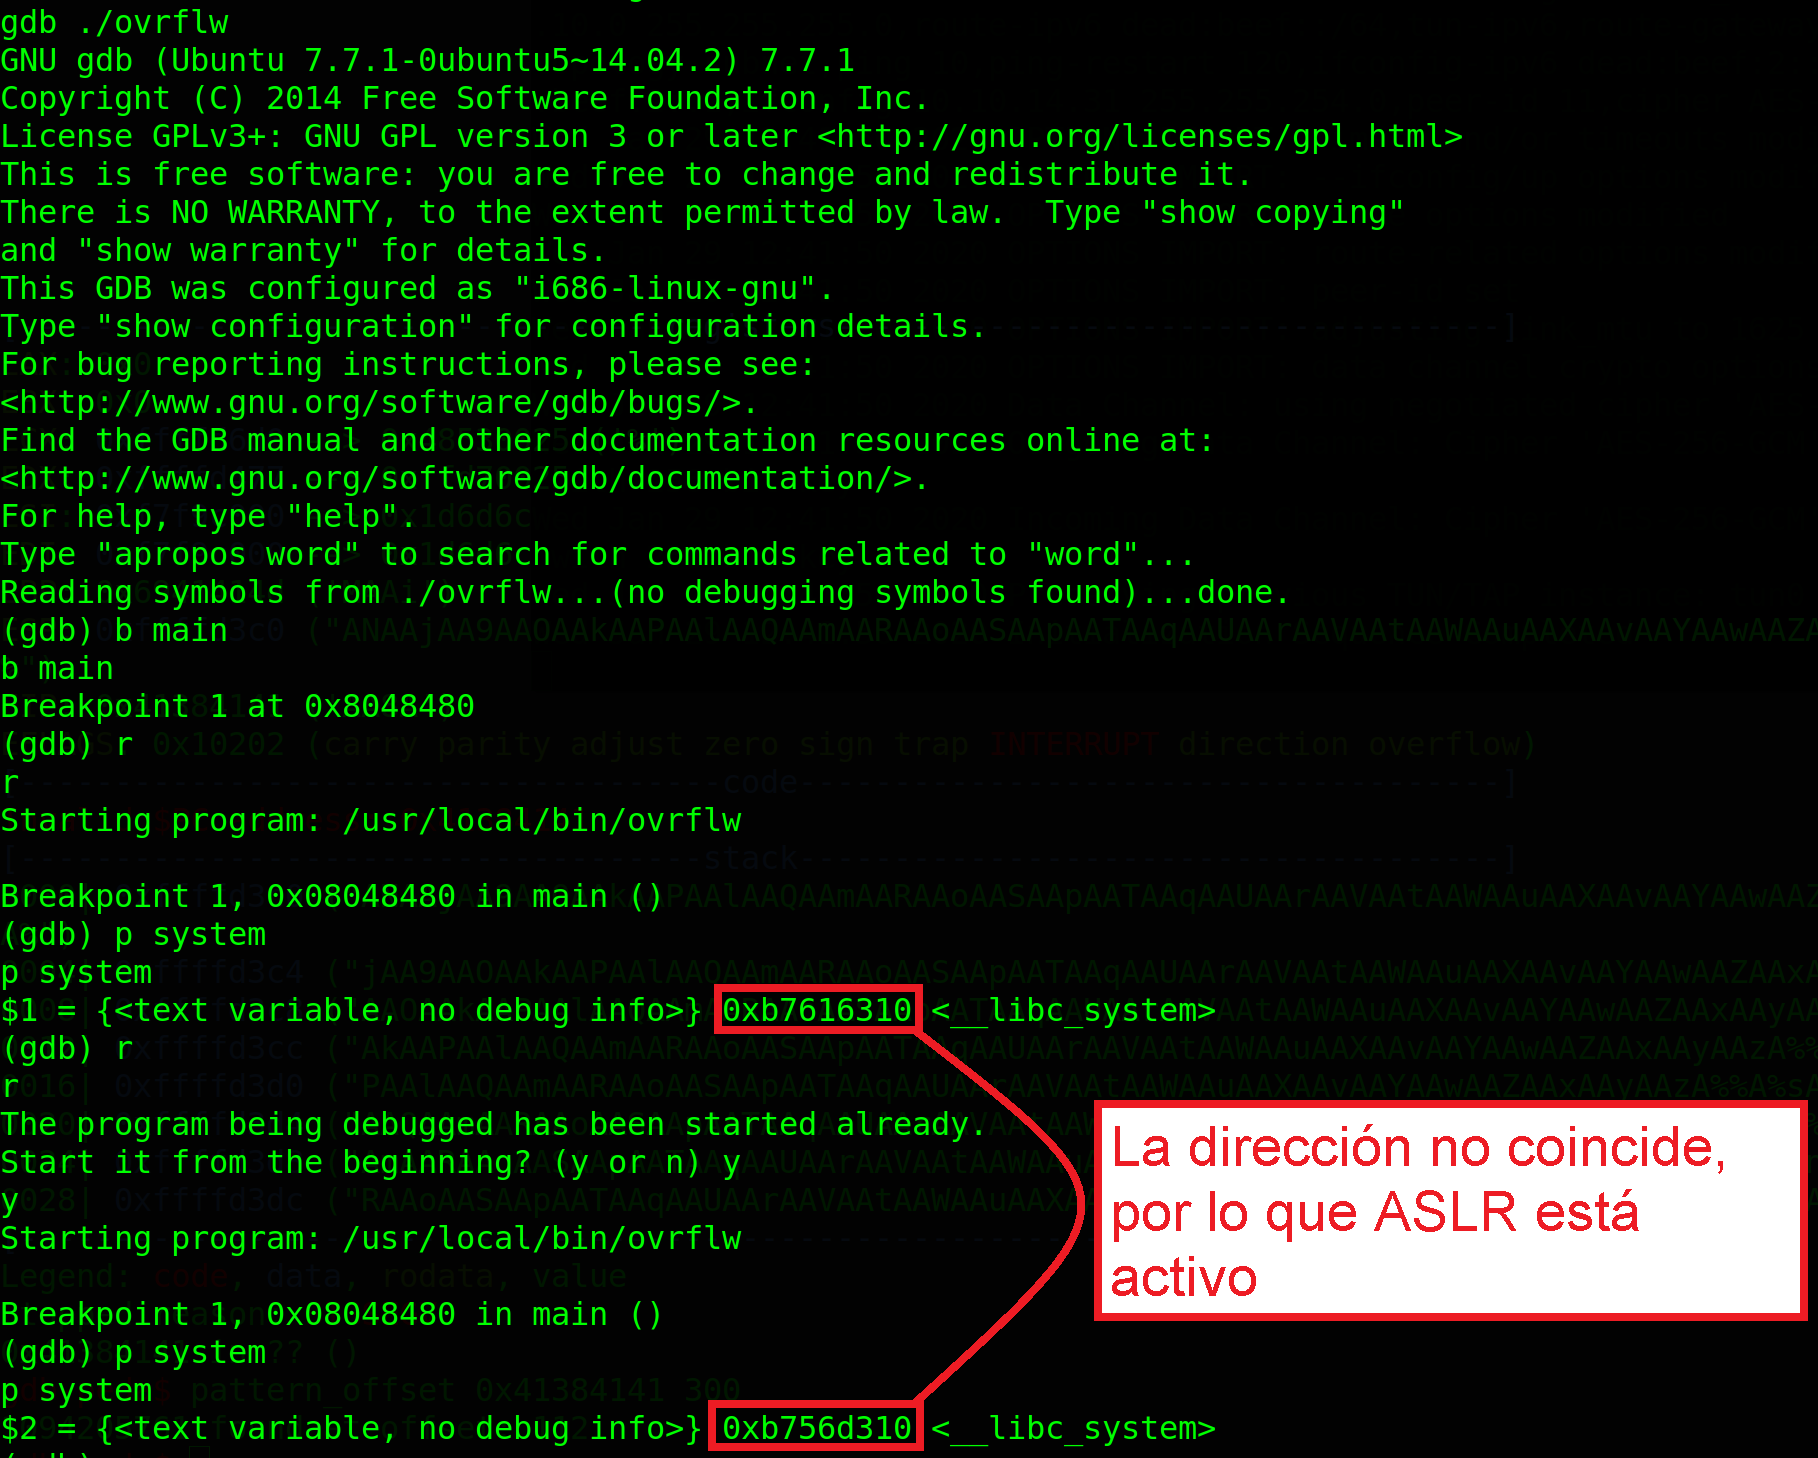 gdb ./ovrflw
GNU gdb (Ubuntu 7.7.1-0ubuntu5~14.04.2) 7.7.1
Copyright (C) 2014 Free Software Foundation, Inc.
License GPLv3+: GNU GPL version 3 or later <http://gnu.org/licenses/gpl.html>
This is free software: you are free to change and redistribute it.
There is NO WARRANTY, to the extent permitted by law.  Type "show copying"
and "show warranty" for details.
This GDB was configured as "i686-linux-gnu".
Type "show configuration" for configuration details.
For bug reporting instructions, please see:
<http://www.gnu.org/software/gdb/bugs/>.
Find the GDB manual and other documentation resources online at:
<http://www.gnu.org/software/gdb/documentation/>.
For help, type "help".
Type "apropos word" to search for commands related to "word"...
Reading symbols from ./ovrflw...(no debugging symbols found)...done.
(gdb) b main
b main
Breakpoint 1 at 0x8048480
(gdb) r
r
Starting program: /usr/local/bin/ovrflw
Breakpoint 1, 0x08048480 in main ()
(gdb) p system
p system
$1 = {<text variable, no debug info>} 0xb7616310 <__libc_system>
(gdb) r
r
The program being debugged has been started already.
Start it from the beginning? (y or n) y
y
Starting program: /usr/local/bin/ovrflw
Breakpoint 1, 0x08048480 in main ()
(gdb) p system
p system
$2 = {<text variable, no debug info>} 0xb756d310 <__libc_system>
La dirección no coincide,
por lo que ASLR está
activo